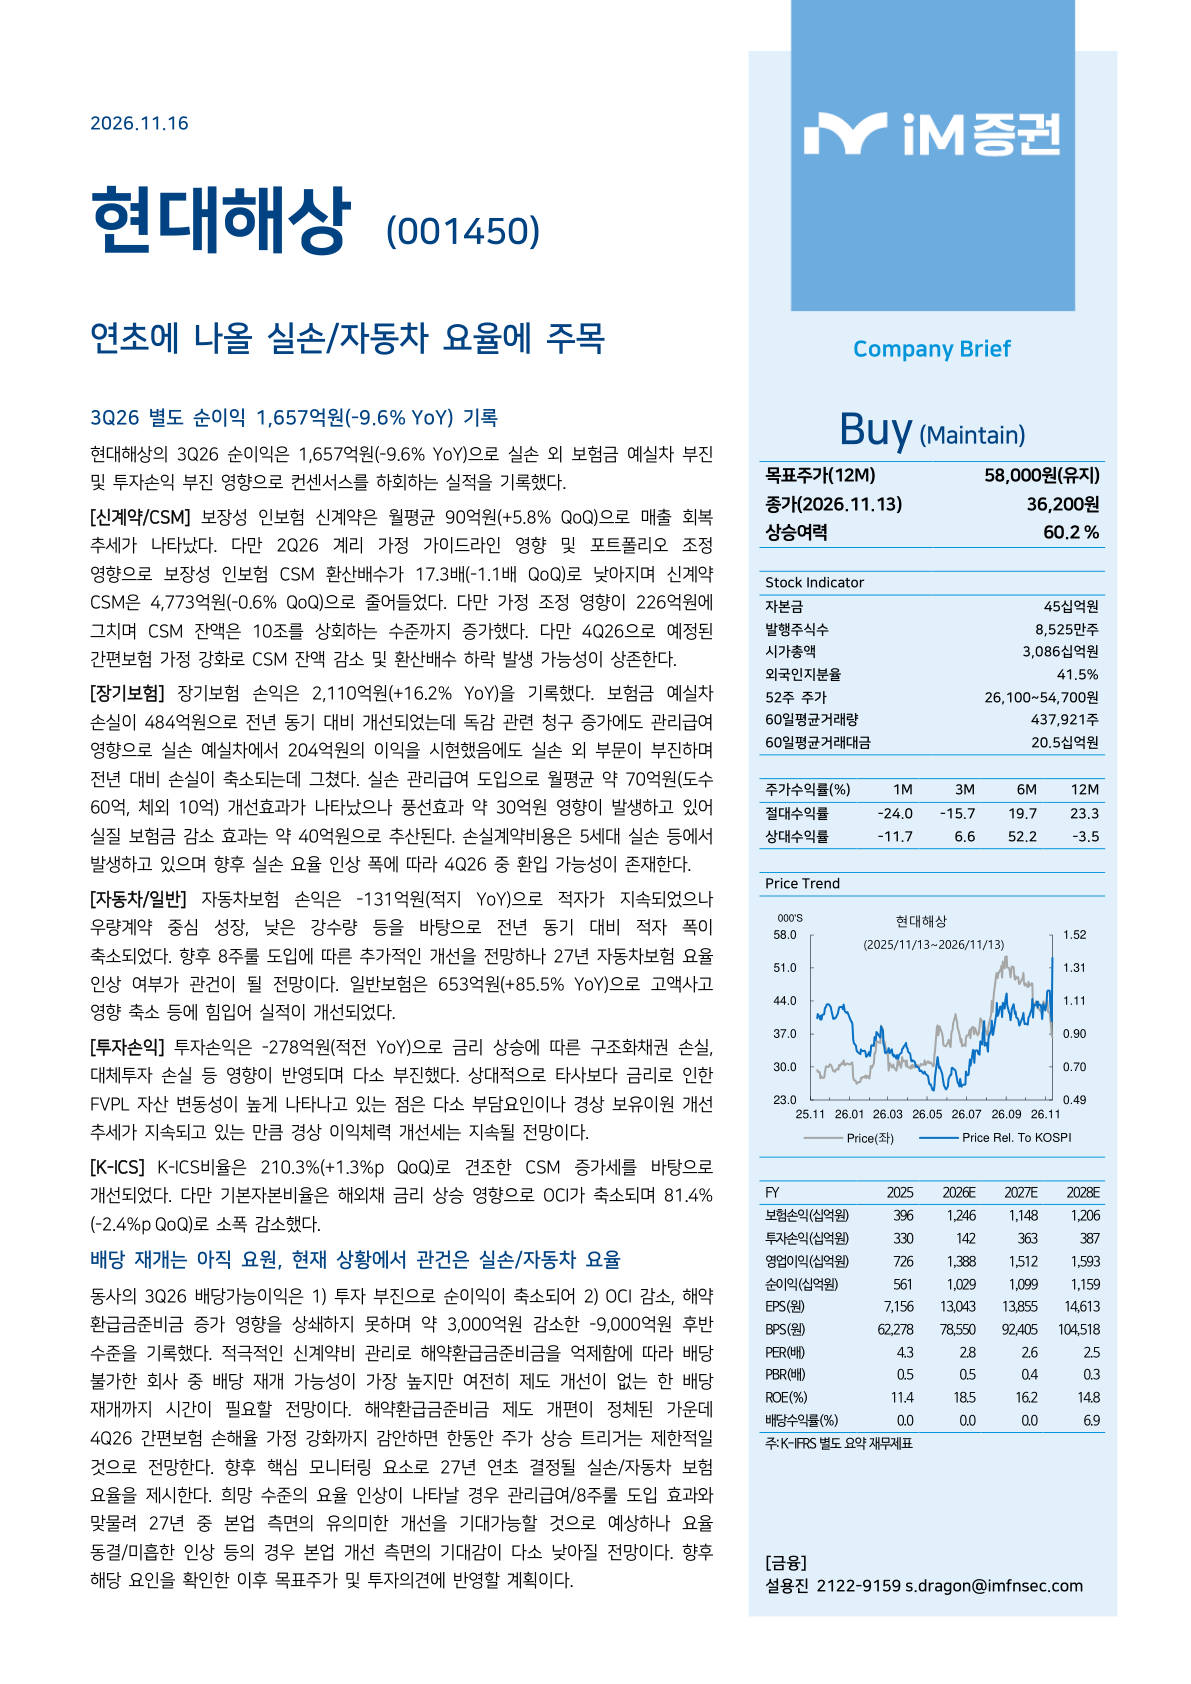 2026.11.16
현대해상 (001450)
연초에 나올 실손/자동차 요율에 주목
3Q26 별도 순이익 1,657억원(-9.6% YoY) 기록
현대해상의 3Q26 순이익은 1,657억원(-9.6% YoY)으로 실손 외 보험금 예실차 부진
및 투자손익 부진 영향으로 컨센서스를 하회하는 실적을 기록했다.
[신계약/CSM] 보장성 인보험 신계약은 월평균 90억원(+5.8% QoQ)으로 매출 회복
추세가 나타났다. 다만 2Q26 계리 가정 가이드라인 영향 및 포트폴리오 조정
영향으로 보장성 인보험 CSM 환산배수가 17.3배(-1.1배 QoQ)로 낮아지며 신계약
CSM은 4,773억원(-0.6% QoQ)으로 줄어들었다. 다만 가정 조정 영향이 226억원에
그치며 CSM 잔액은 10조를 상회하는 수준까지 증가했다. 다만 4Q26으로 예정된
간편보험 가정 강화로 CSM 잔액 감소 및 환산배수 하락 발생 가능성이 상존한다.
[장기보험] 장기보험 손익은 2,110억원(+16.2% YoY)을 기록했다. 보험금 예실차
손실이 484억원으로 전년 동기 대비 개선되었는데 독감 관련 청구 증가에도 관리급여
영향으로 실손 예실차에서 204억원의 이익을 시현했음에도 실손 외 부문이 부진하며
전년 대비 손실이 축소되는데 그쳤다. 실손 관리급여 도입으로 월평균 약 70억원(도수
60억, 체외 10억) 개선효과가 나타났으나 풍선효과 약 30억원 영향이 발생하고 있어
실질 보험금 감소 효과는 약 40억원으로 추산된다. 손실계약비용은 5세대 실손 등에서
발생하고 있으며 향후 실손 요율 인상 폭에 따라 4Q26 중 환입 가능성이 존재한다.
[자동차/일반] 자동차보험 손익은 -131억원(적지 YoY)으로 적자가 지속되었으나
우량계약 중심 성장, 낮은 강수량 등을 바탕으로 전년 동기 대비 적자 폭이
축소되었다. 향후 8주룰 도입에 따른 추가적인 개선을 전망하나 27년 자동차보험 요율
인상 여부가 관건이 될 전망이다. 일반보험은 653억원(+85.5% YoY)으로 고액사고
영향 축소 등에 힘입어 실적이 개선되었다.
[투자손익] 투자손익은 -278억원(적전 YoY)으로 금리 상승에 따른 구조화채권 손실,
대체투자 손실 등 영향이 반영되며 다소 부진했다. 상대적으로 타사보다 금리로 인한
FVPL 자산 변동성이 높게 나타나고 있는 점은 다소 부담요인이나 경상 보유이원 개선
추세가 지속되고 있는 만큼 경상 이익체력 개선세는 지속될 전망이다.
[K-ICS] K-ICS비율은 210.3%(+1.3%p QoQ)로 견조한 CSM 증가세를 바탕으로
개선되었다. 다만 기본자본비율은 해외채 금리 상승 영향으로 OCI가 축소되며 81.4%
(-2.4%p QoQ)로 소폭 감소했다.
배당 재개는 아직 요원, 현재 상황에서 관건은 실손/자동차 요율
동사의 3Q26 배당가능이익은 1) 투자 부진으로 순이익이 축소되어 2) OCI 감소, 해약
환급금준비금 증가 영향을 상쇄하지 못하며 약 3,000억원 감소한 -9,000억원 후반
수준을 기록했다. 적극적인 신계약비 관리로 해약환급금준비금을 억제함에 따라 배당
불가한 회사 중 배당 재개 가능성이 가장 높지만 여전히 제도 개선이 없는 한 배당
재개까지 시간이 필요할 전망이다. 해약환급금준비금 제도 개편이 정체된 가운데
4Q26 간편보험 손해율 가정 강화까지 감안하면 한동안 주가 상승 트리거는 제한적일
것으로 전망한다. 향후 핵심 모니터링 요소로 27년 연초 결정될 실손/자동차 보험
요율을 제시한다. 희망 수준의 요율 인상이 나타날 경우 관리급여/8주룰 도입 효과와
맞물려 27년 중 본업 측면의 유의미한 개선을 기대가능할 것으로 예상하나 요율
동결/미흡한 인상 등의 경우 본업 개선 측면의 기대감이 다소 낮아질 전망이다. 향후
해당 요인을 확인한 이후 목표주가 및 투자의견에 반영할 계획이다.
iM증권
Company Brief
Buy (Maintain)
목표주가(12M) 58,000원(유지)
종가(2026.11.13) 36,200원
상승여력 60.2 %
Stock Indicator
자본금 45십억원
발행주식수 8,525만주
시가총액 3,086십억원
외국인지분율 41.5%
52주 주가 26,100~54,700원
60일평균거래량 437,921주
60일평균거래대금 20.5십억원
주가수익률(%) 1M 3M 6M 12M
절대수익률 -24.0 -15.7 19.7 23.3
상대수익률 -11.7 6.6 52.2 -3.5
Price Trend
000'S 현대해상
(2025/11/13~2026/11/13)
58.0 1.52
51.0 1.31
44.0 1.11
37.0 0.90
30.0 0.70
23.0 0.49
25.11 26.01 26.03 26.05 26.07 26.09 26.11
Price(좌) Price Rel. To KOSPI
FY 2025 2026E 2027E 2028E
보험손익(십억원) 396 1,246 1,148 1,206
투자손익(십억원) 330 142 363 387
영업이익(십억원) 726 1,388 1,512 1,593
순이익(십억원) 561 1,029 1,099 1,159
EPS(원) 7,156 13,043 13,855 14,613
BPS(원) 62,278 78,550 92,405 104,518
PER(배) 4.3 2.8 2.6 2.5
PBR(배) 0.5 0.5 0.4 0.3
ROE(%) 11.4 18.5 16.2 14.8
배당수익률(%) 0.0 0.0 0.0 6.9
주: K-IFRS 별도 요약 재무제표
[금융]
설용진 2122-9159 s.dragon@imfnsec.com